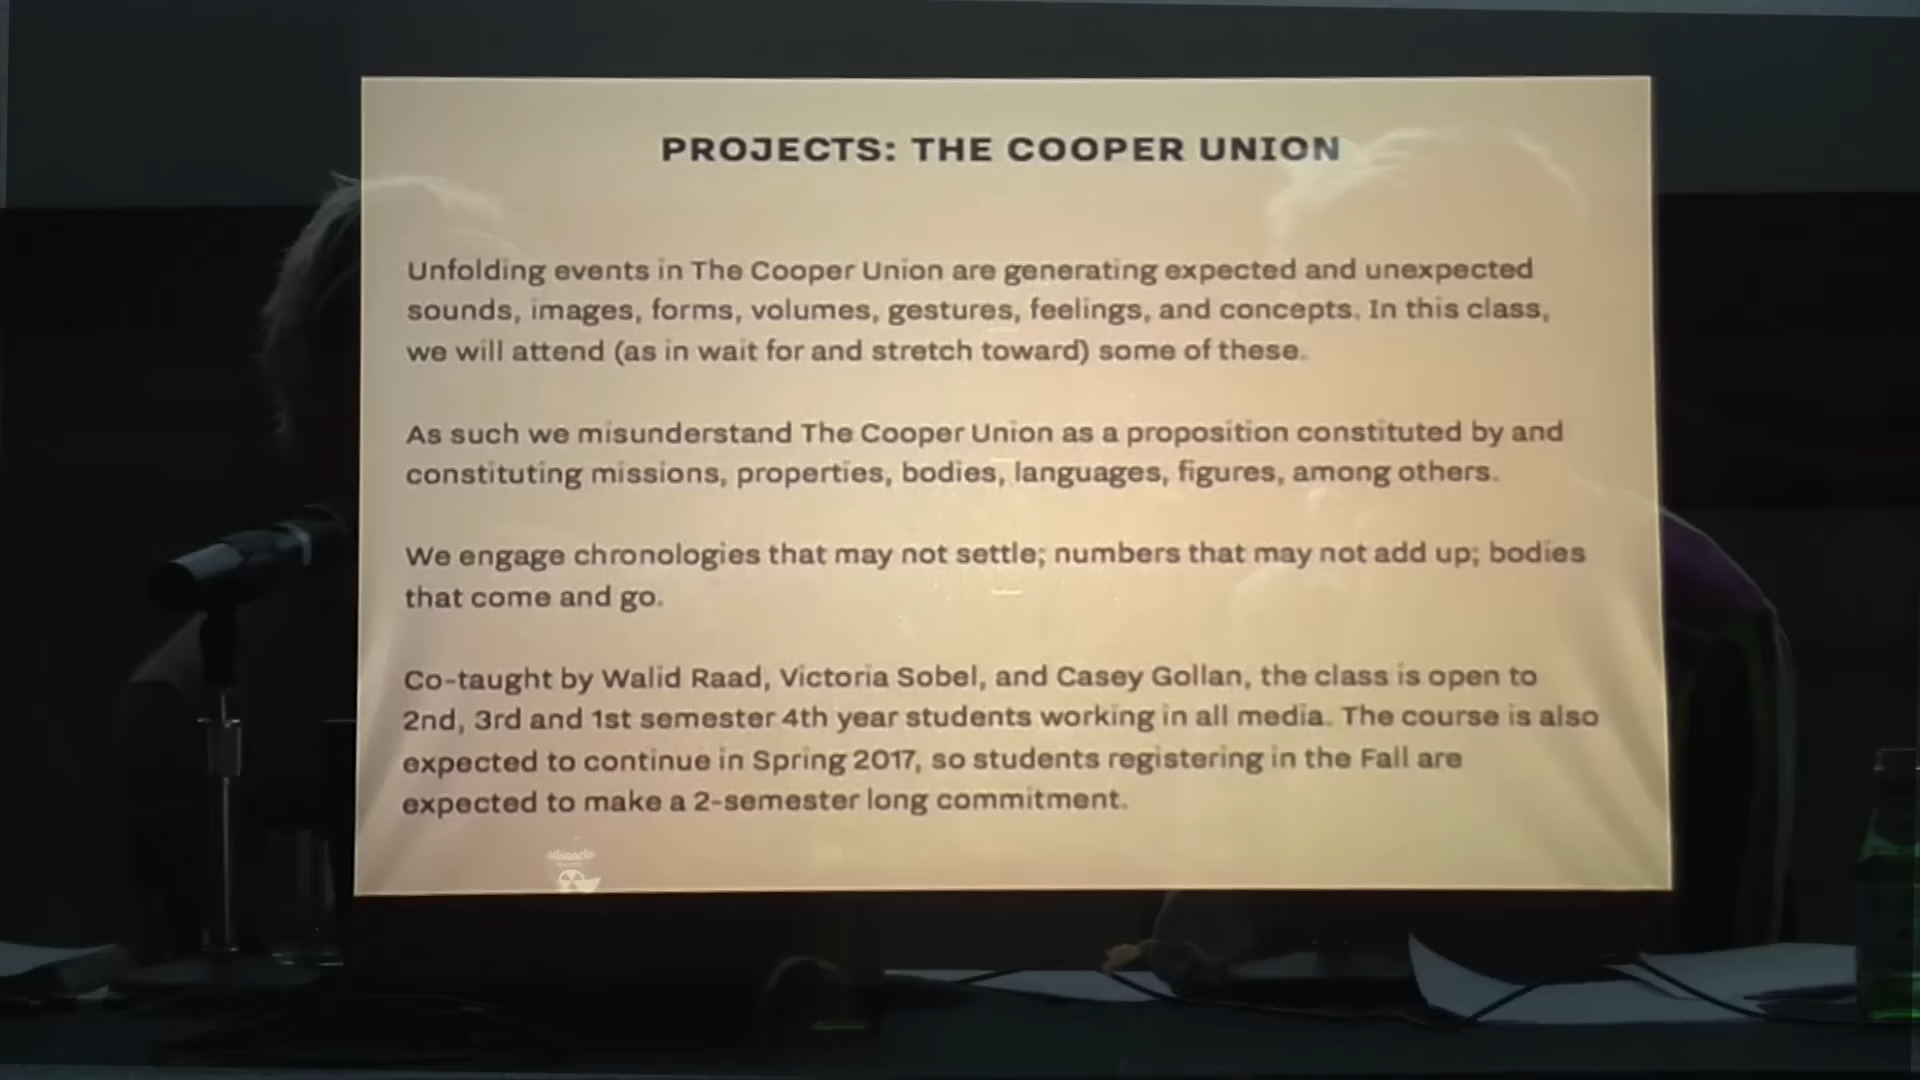 PROJECTS: THE COOPER UNION
Unfolding events in The Cooper Union are generating expected and unexpected
sounds, images, forms, volumes, gestures, feelings, and concepts. In this class,
we will attend (as in wait for and stretch toward) some of these.
As such we misunderstand The Cooper Union as a proposition constituted by and
constituting missions, properties, bodies, languages, figures, among others.
We engage chronologies that may not settle; numbers that may not add up; bodies
that come and go.
Co-taught by Walid Raad, Victoria Sobel, and Casey Gollan, the class is open to
2nd, 3rd and 1st semester 4th year students working in all media. The course is also
expected to continue in Spring 2017, so students registering in the Fall are
expected to make a 2-semester long commitment.